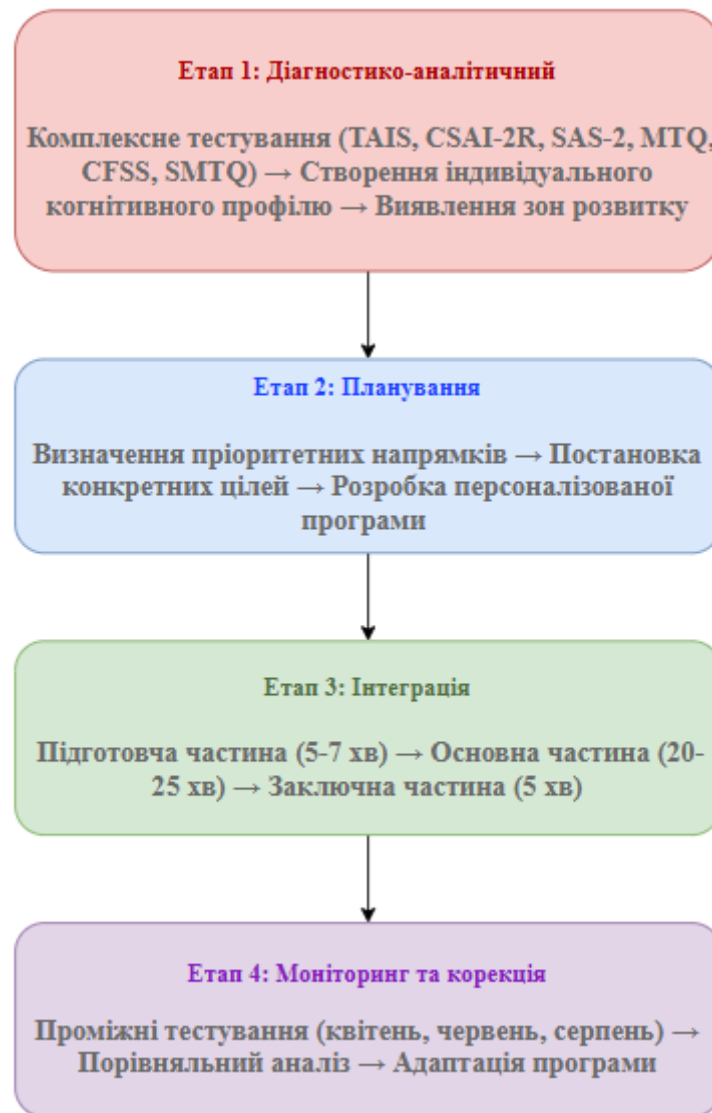 Етап 1: Діагностико-аналітичний
Комплексне тестування (TAIS, CSAI-2R, SAS-2, MTQ,
CFSS, SMTQ) → Створення індивідуального
когнітивного профілю → Виявлення зон розвитку
Етап 2: Планування
Визначення пріоритетних напрямків → Постановка
конкретних цілей → Розробка персоналізованої
програми
Етап 3: Інтеграція
Підготовча частина (5-7 хв) → Основна частина (20-
25 хв) → Заключна частина (5 хв)
Етап 4: Моніторинг та корекція
Проміжні тестування (квітень, червень, серпень) →
Порівняльний аналіз → Адаптація програми